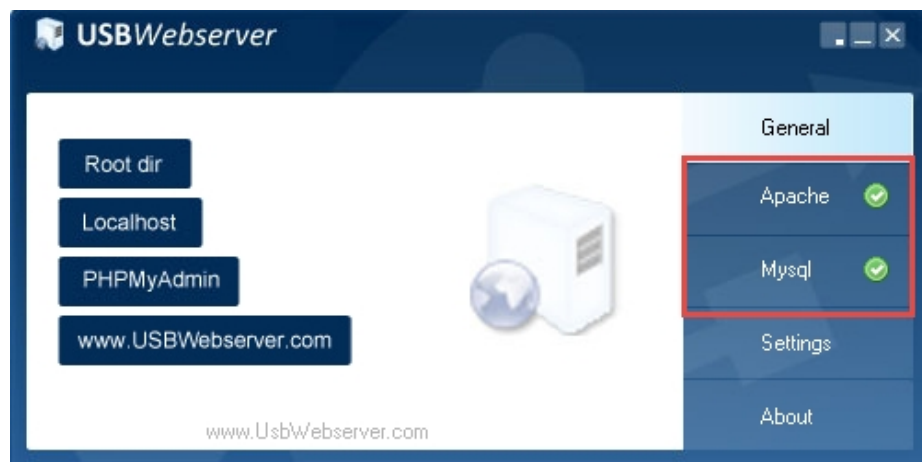 USBWebserver
Root dir
Localhost
PHPMyAdmin
www.USBWebserver.com
www.UsbWebserver.com
General
Apache
Mysql
Settings
About